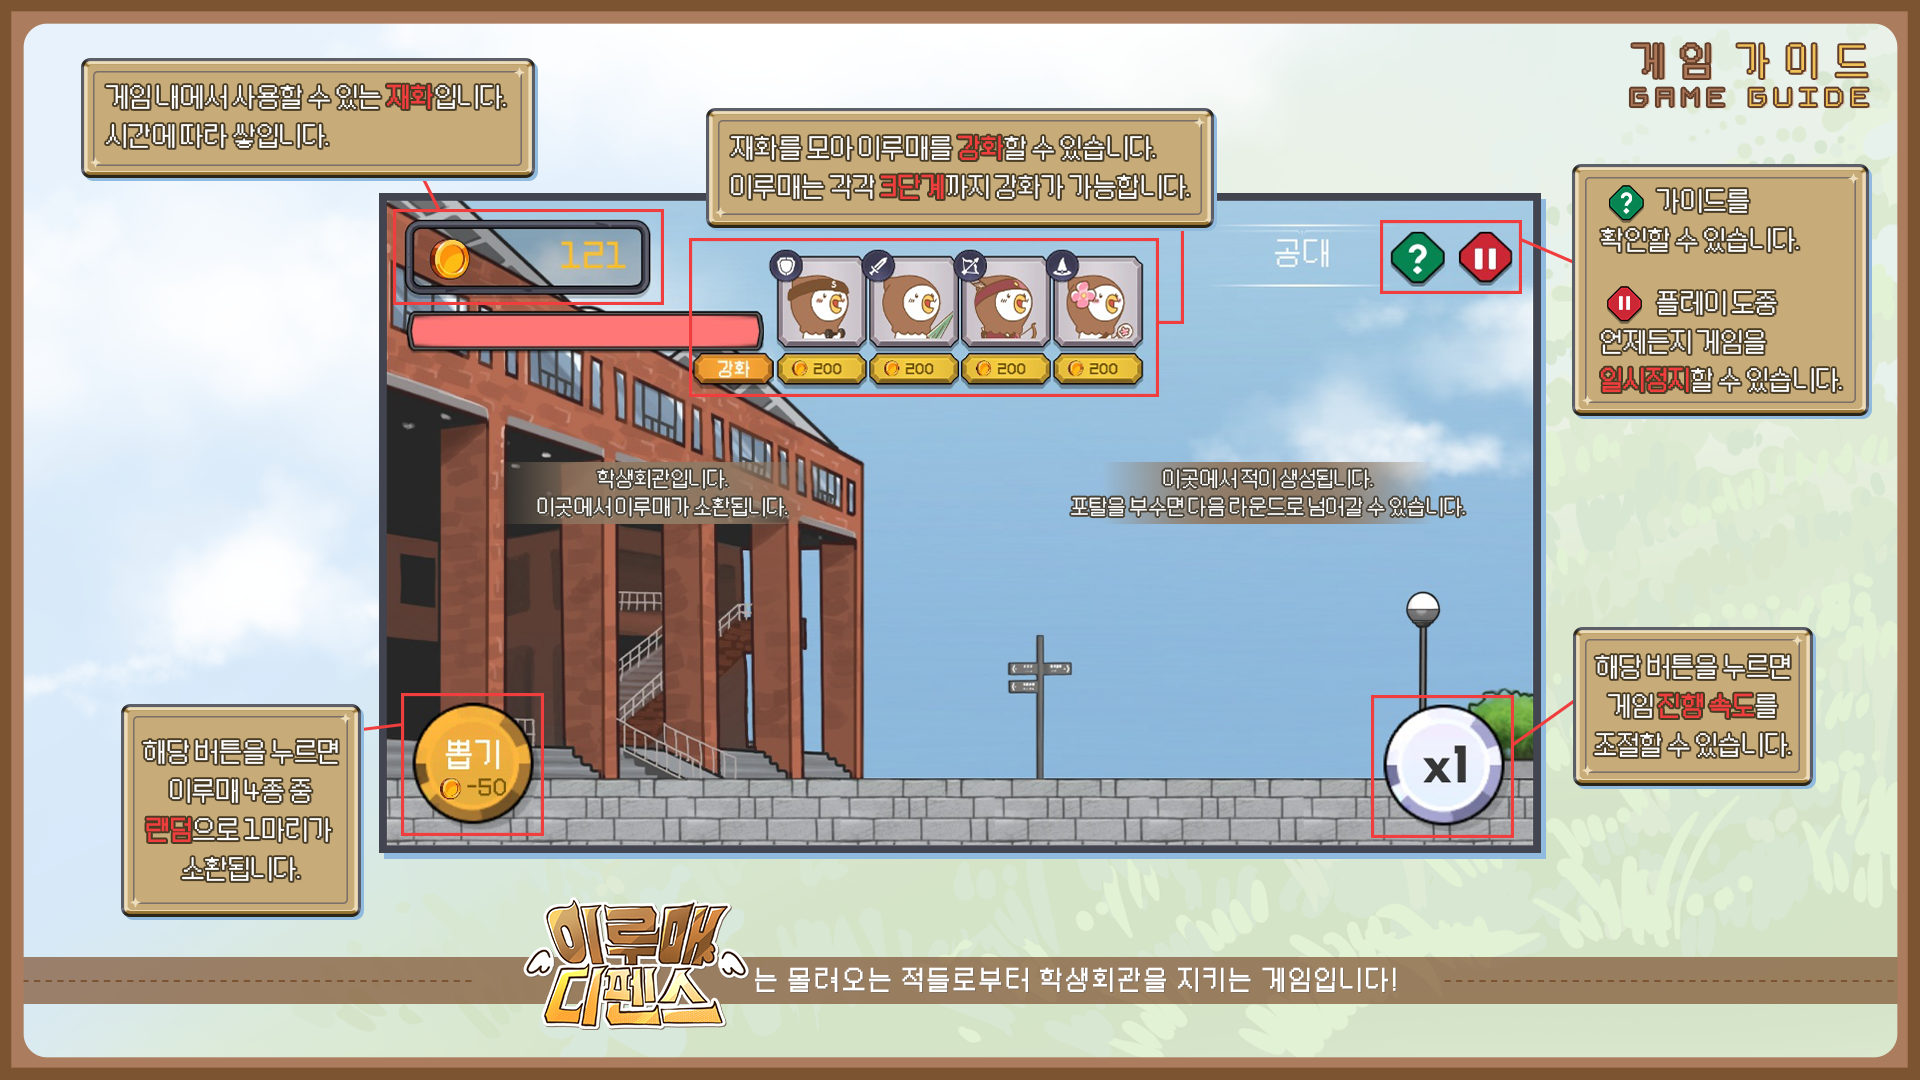 게임 가이드
GAME GUIDE
게임 내에서 사용할 수 있는 재화입니다.
시간에 따라 쌓입니다.
재화를 모아 이루매를 강화할 수 있습니다.
이루매는 각각 3단계까지 강화가 가능합니다.
가이드를
확인할 수 있습니다.
플레이 도중
언제든지 게임을
일시정지할 수 있습니다.
121
공대
?
강화
200
200
200
200
학생회관입니다.
이곳에서 이루매가 소환됩니다.
이곳에서 적이 생성됩니다.
포탈을 부수면 다음 라운드로 넘어갈 수 있습니다.
해당 버튼을 누르면
이루매 4종 중
랜덤으로 1마리가
소환됩니다.
뽑기
-50
x1
해당 버튼을 누르면
게임 진행 속도를
조절할 수 있습니다.
이루매
디펜스
는 몰려오는 적들로부터 학생회관을 지키는 게임입니다!